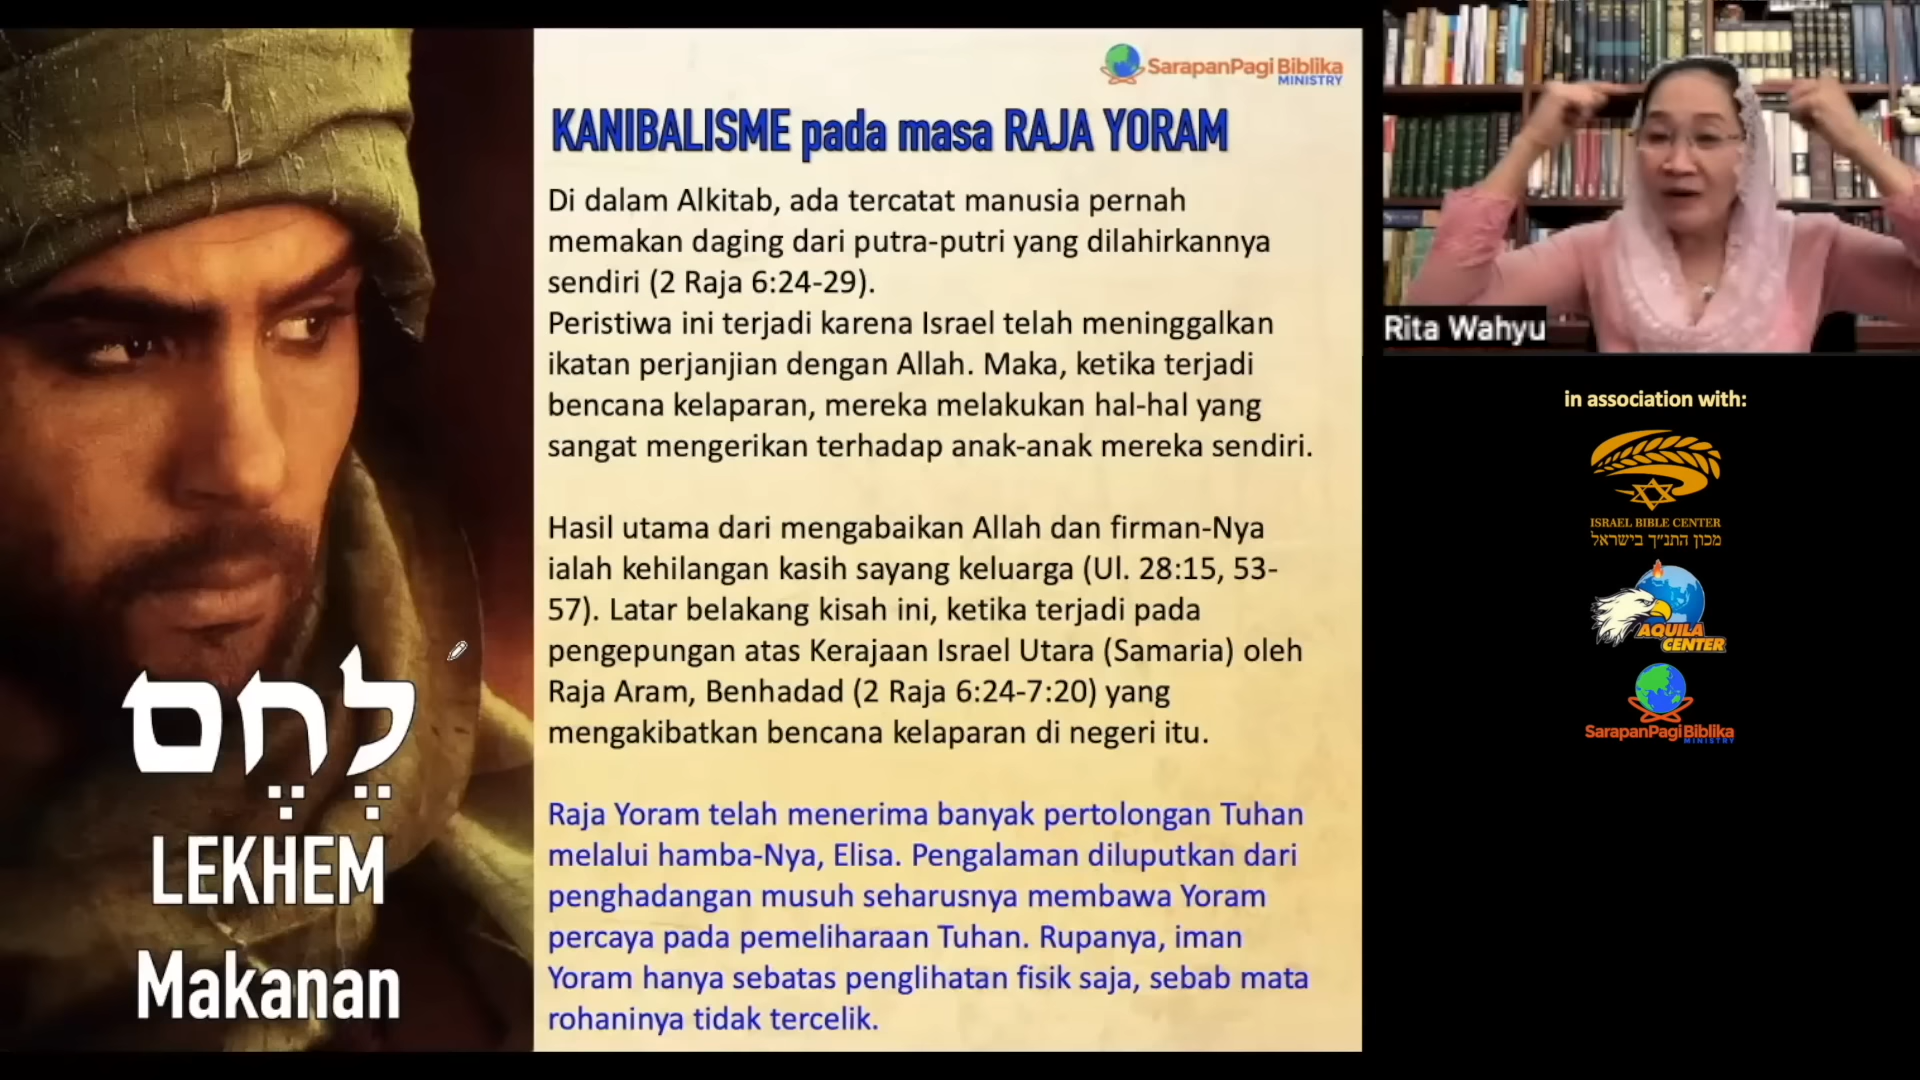 SarapanPagi Biblika
MINISTRY
KANIBALISME pada masa RAJA YORAM
Di dalam Alkitab, ada tercatat manusia pernah
memakan daging dari putra-putri yang dilahirkannya
sendiri (2 Raja 6:24-29).
Peristiwa ini terjadi karena Israel telah meninggalkan
ikatan perjanjian dengan Allah. Maka, ketika terjadi
bencana kelaparan, mereka melakukan hal-hal yang
sangat mengerikan terhadap anak-anak mereka sendiri.
Hasil utama dari mengabaikan Allah dan firman-Nya
ialah kehilangan kasih sayang keluarga (Ul. 28:15, 53-
57). Latar belakang kisah ini, ketika terjadi pada
pengepungan atas Kerajaan Israel Utara (Samaria) oleh
Raja Aram, Benhadad (2 Raja 6:24-7:20) yang
mengakibatkan bencana kelaparan di negeri itu.
Raja Yoram telah menerima banyak pertolongan Tuhan
melalui hamba-Nya, Elisa. Pengalaman diluputkan dari
penghadangan musuh seharusnya membawa Yoram
percaya pada pemeliharaan Tuhan. Rupanya, iman
Yoram hanya sebatas penglihatan fisik saja, sebab mata
rohaninya tidak tercelik.
לֶחֶם
LEKHEM
Makanan
Rita Wahyu
in association with:
ISRAEL BIBLE CENTER
מכון התנ״ך בישראל
AQUILA
CENTER
SarapanPagi Biblika
MINISTRY